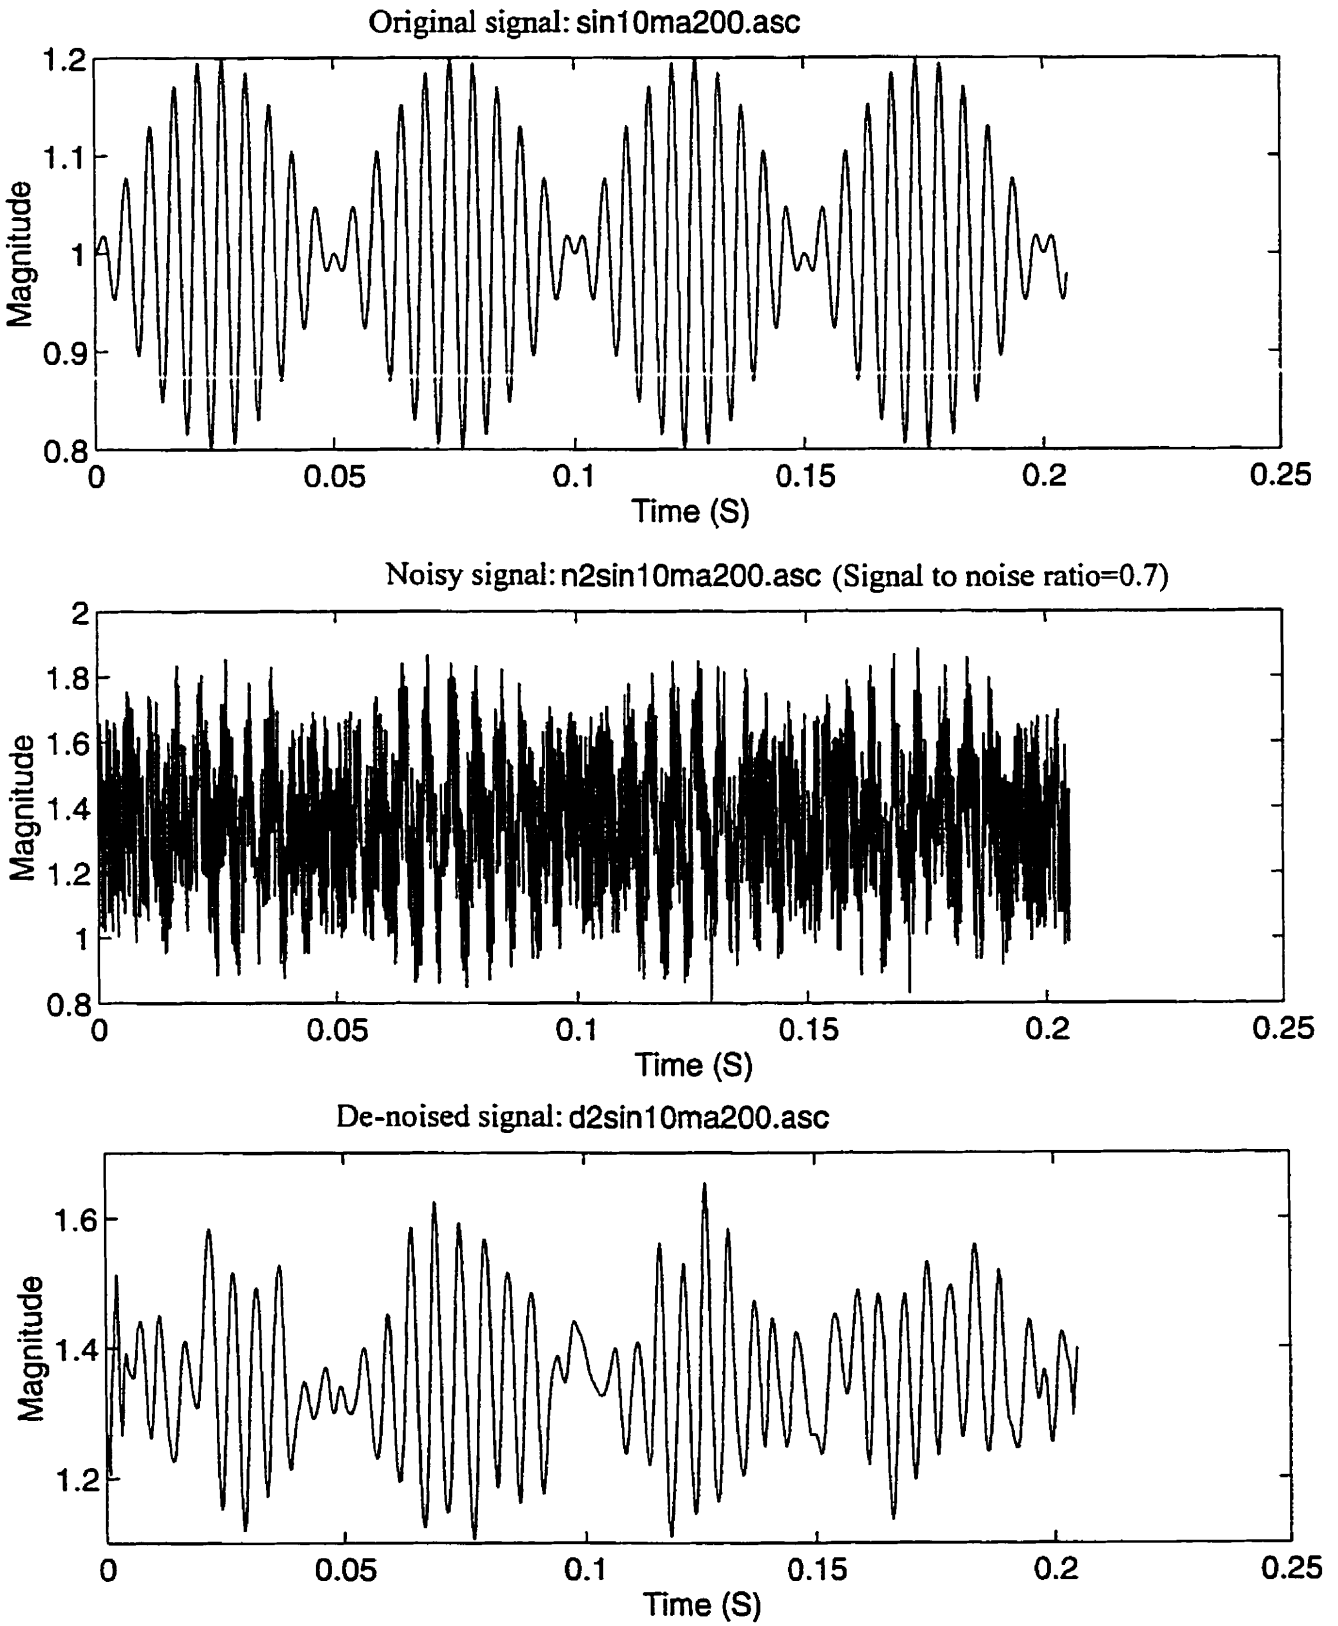 Original signal: sin10ma200.asc
1.2
1.1
1
0.9
0.8
Magnitude
0 0.05 0.1 0.15 0.2 0.25
Time (S)
Noisy signal: n2sin10ma200.asc (Signal to noise ratio=0.7)
2
1.8
1.6
1.4
1.2
1
0.8
Magnitude
0 0.05 0.1 0.15 0.2 0.25
Time (S)
De-noised signal: d2sin10ma200.asc
1.6
1.4
1.2
Magnitude
0 0.05 0.1 0.15 0.2 0.25
Time (S)